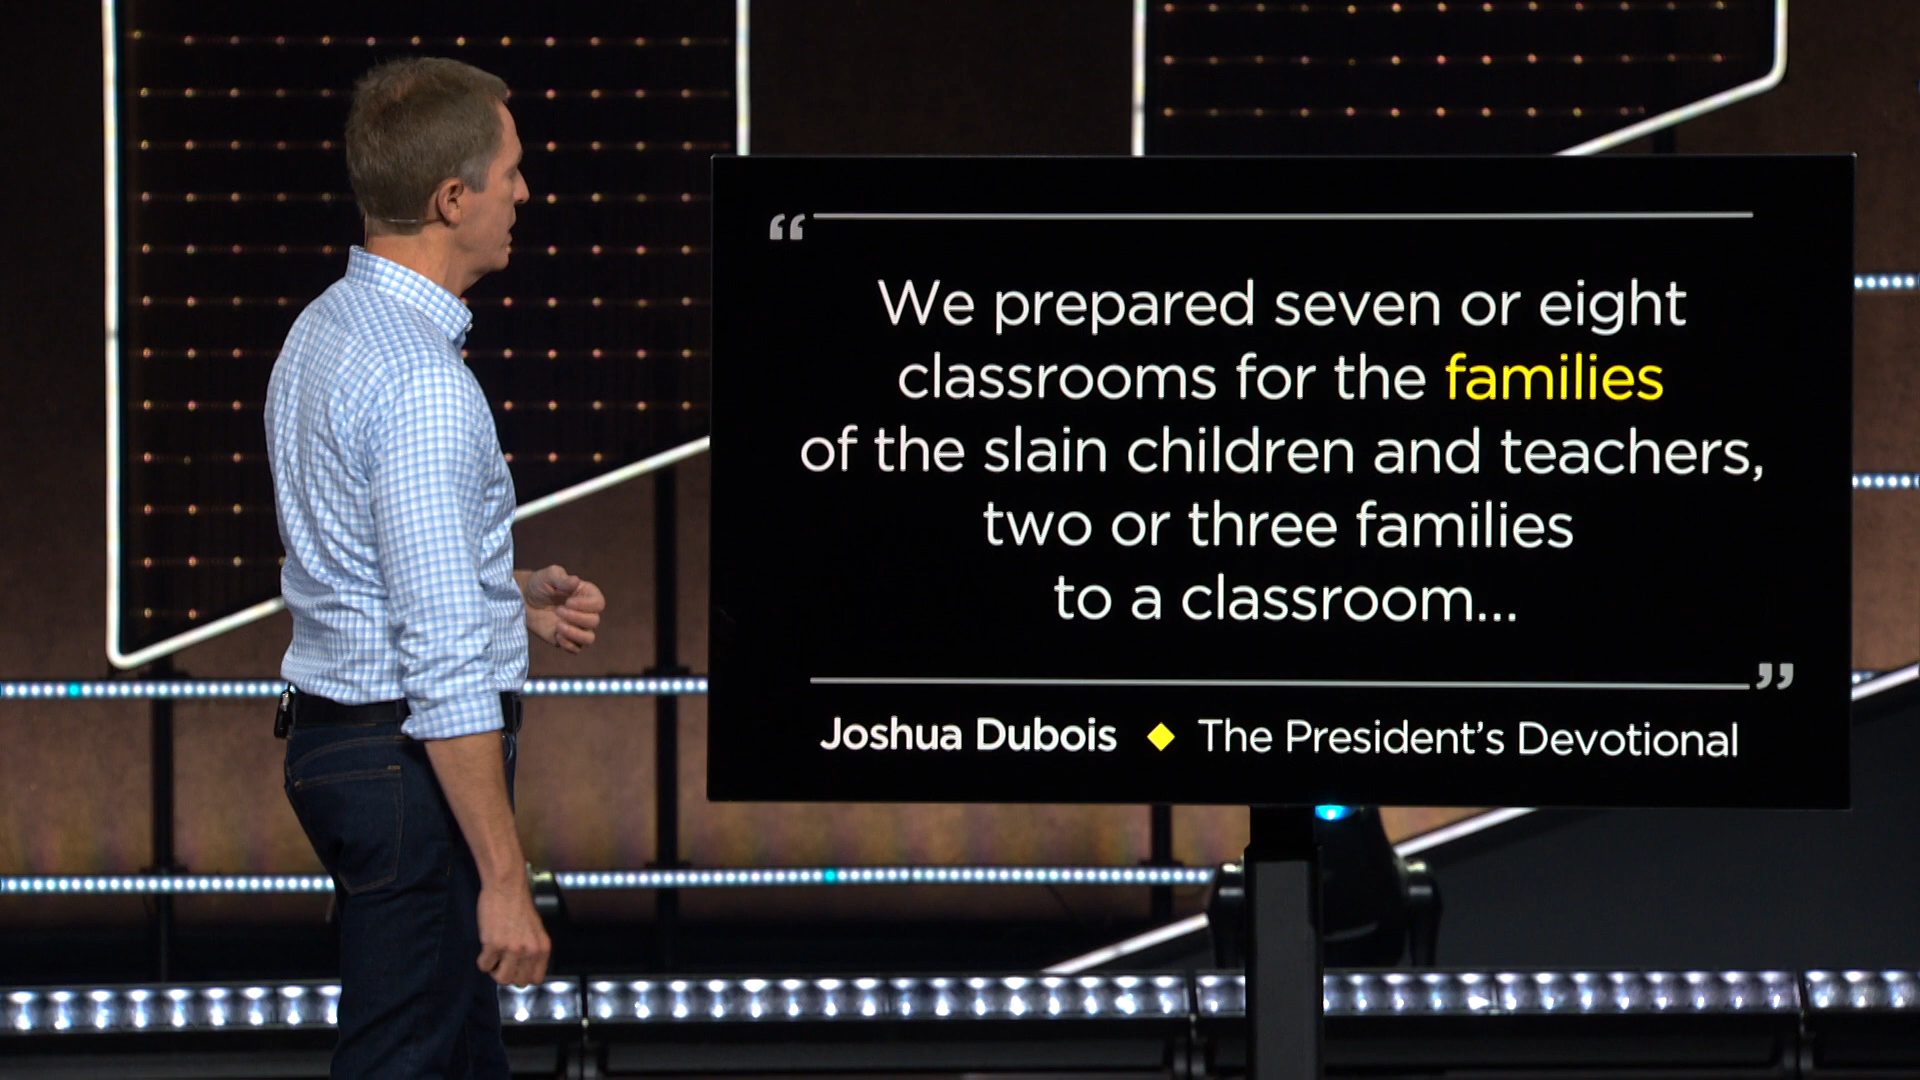 “
We prepared seven or eight
classrooms for the families
of the slain children and teachers,
two or three families
to a classroom...
”
Joshua Dubois ◆ The President's Devotional